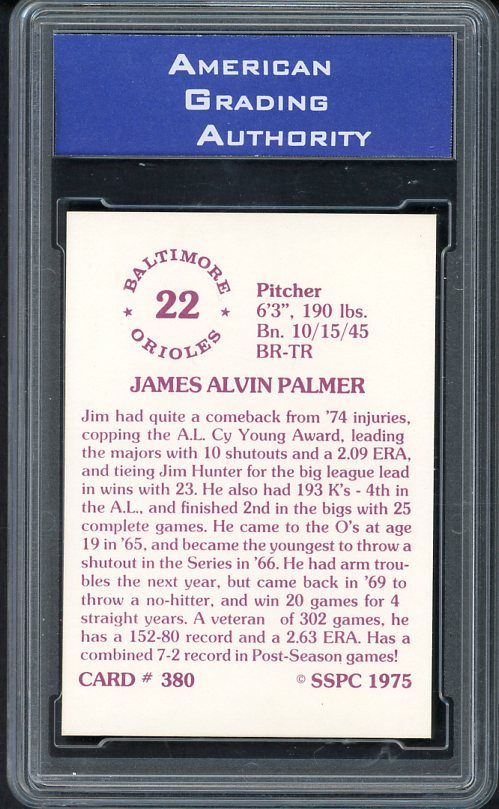 AMERICAN
GRADING
AUTHORITY
BALTIMORE
22
ORIOLES
Pitcher
6'3", 190 lbs.
Bn. 10/15/45
BR-TR
JAMES ALVIN PALMER
Jim had quite a comeback from '74 injuries,
copping the A.L. Cy Young Award, leading
the majors with 10 shutouts and a 2.09 ERA,
and tieing Jim Hunter for the big league lead
in wins with 23. He also had 193 K's - 4th in
the A.L., and finished 2nd in the bigs with 25
complete games. He came to the O's at age
19 in '65, and became the youngest to throw a
shutout in the Series in '66. He had arm trou-
bles the next year, but came back in '69 to
throw a no-hitter, and win 20 games for 4
straight years. A veteran of 302 games, he
has a 152-80 record and a 2.63 ERA. Has a
combined 7-2 record in Post-Season games!
CARD # 380 © SSPC 1975